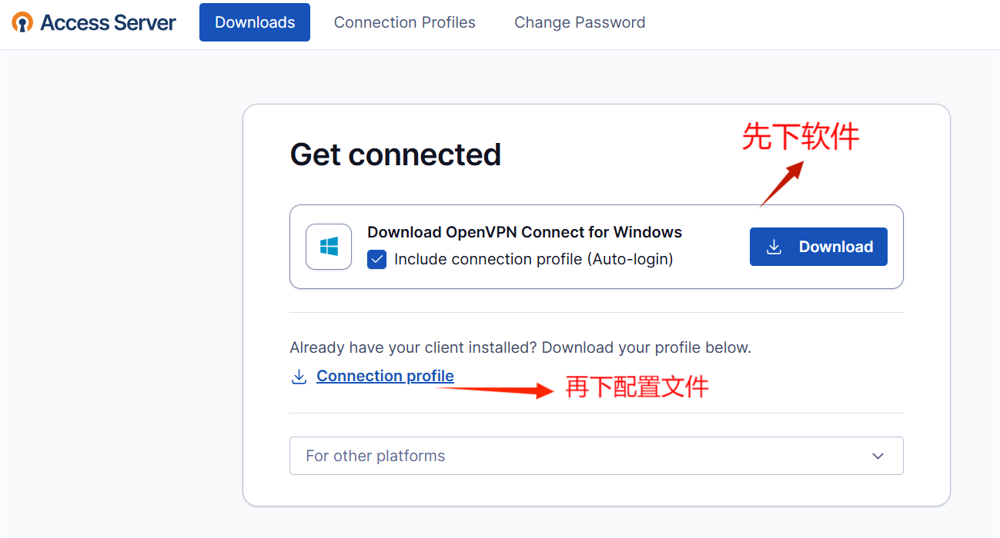 Access Server Downloads Connection Profiles Change Password
先下软件
Get connected
Download OpenVPN Connect for Windows
Include connection profile (Auto-login)
Download
Already have your client installed? Download your profile below.
Connection profile
再下配置文件
For other platforms